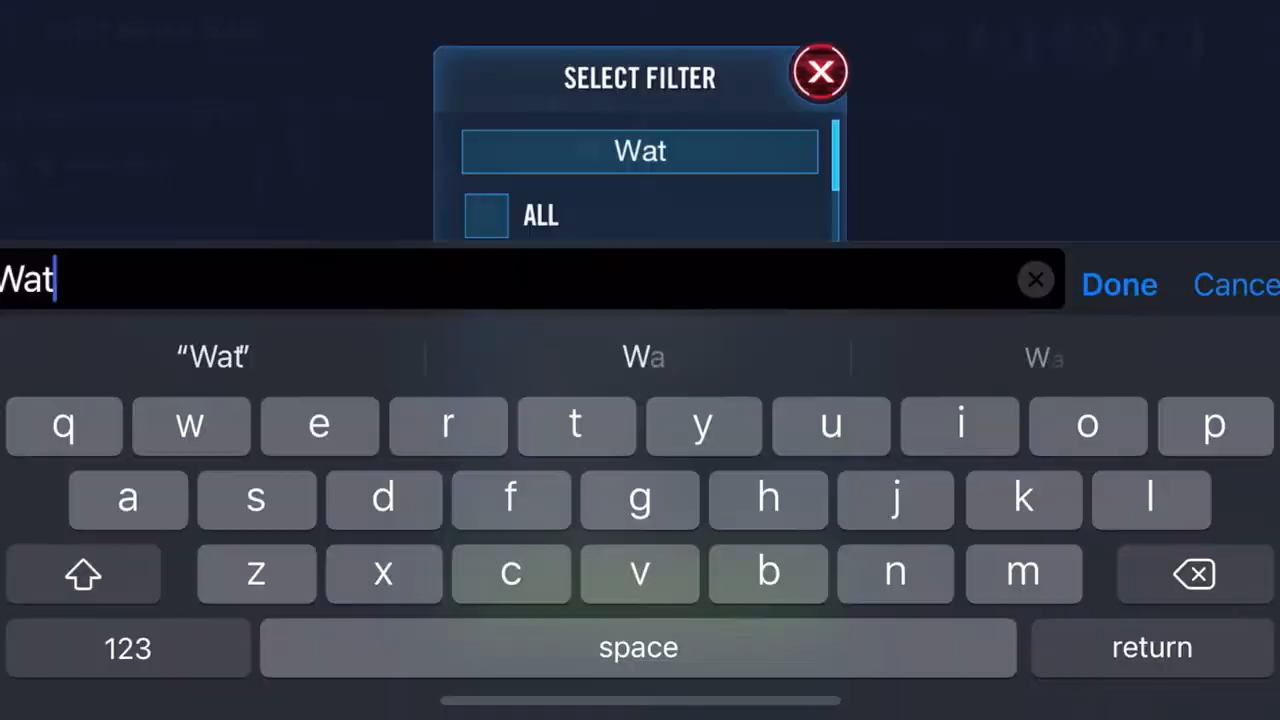 SELECT FILTER
Wat
ALL
Wat
Done Cance
“Wat” Wa Wa
q w e r t y u i o p
a s d f g h j k l
z x c v b n m
123 space return